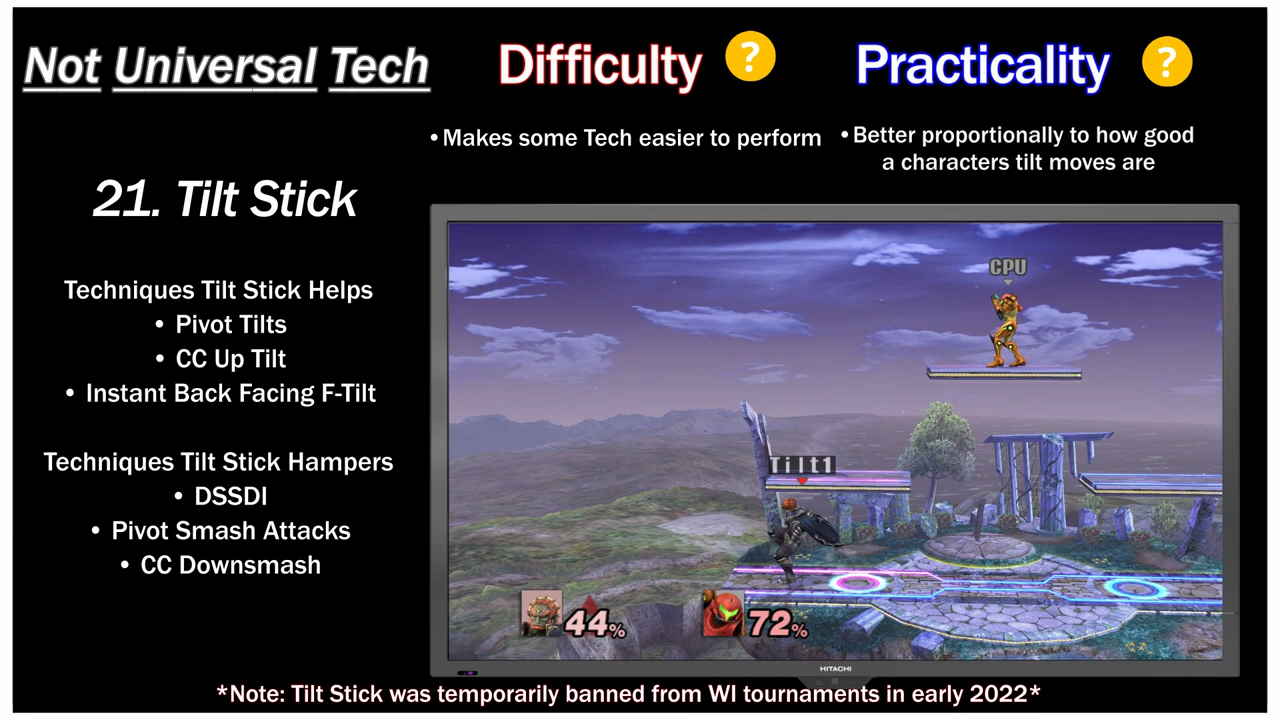 Not Universal Tech
Difficulty ?
Practicality ?
•Makes some Tech easier to perform
•Better proportionally to how good
a characters tilt moves are
21. Tilt Stick
Techniques Tilt Stick Helps
• Pivot Tilts
• CC Up Tilt
• Instant Back Facing F-Tilt
Techniques Tilt Stick Hampers
• DSSDI
• Pivot Smash Attacks
• CC Downsmash
CPU
Tilt1
44%
72%
HITACHI
*Note: Tilt Stick was temporarily banned from WI tournaments in early 2022*